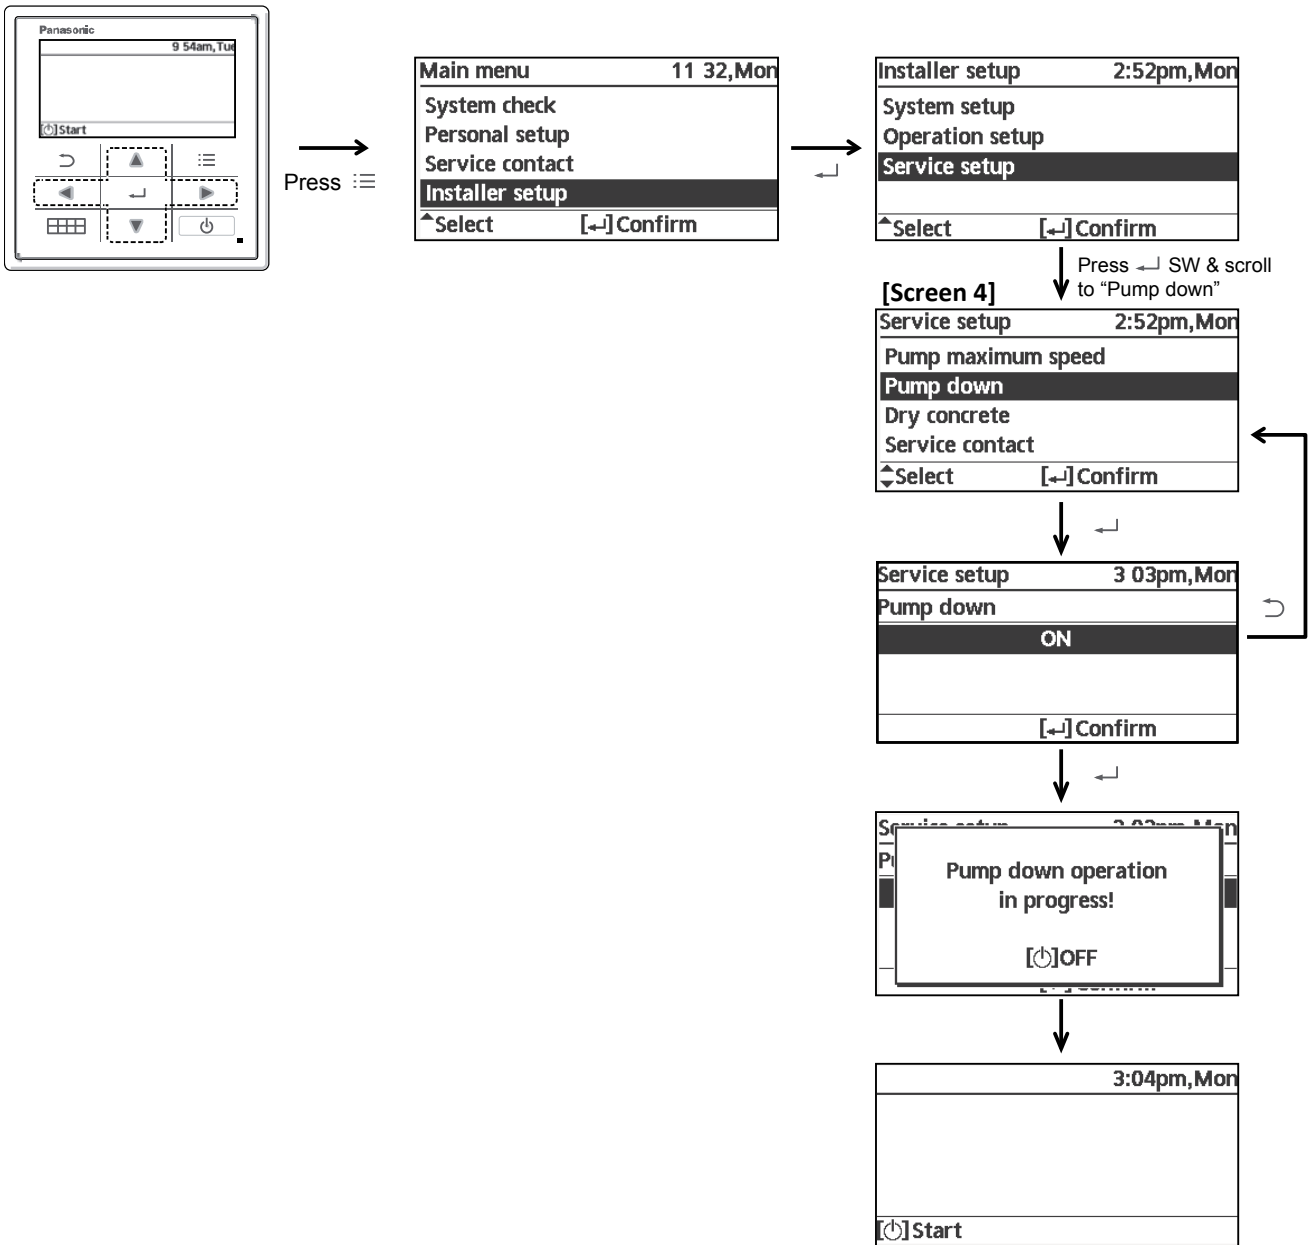 Panasonic
9 54am,Tue
[⏻]Start
Press
Main menu 11 32,Mon
System check
Personal setup
Service contact
Installer setup
Select [↵]Confirm
Installer setup 2:52pm,Mon
System setup
Operation setup
Service setup
Select [↵]Confirm
Press ↵ SW & scroll
to “Pump down”
[Screen 4]
Service setup 2:52pm,Mon
Pump maximum speed
Pump down
Dry concrete
Service contact
Select [↵]Confirm
Service setup 3 03pm,Mon
Pump down
ON
[↵]Confirm
Pump down operation
in progress!
[⏻]OFF
3:04pm,Mon
[⏻]Start